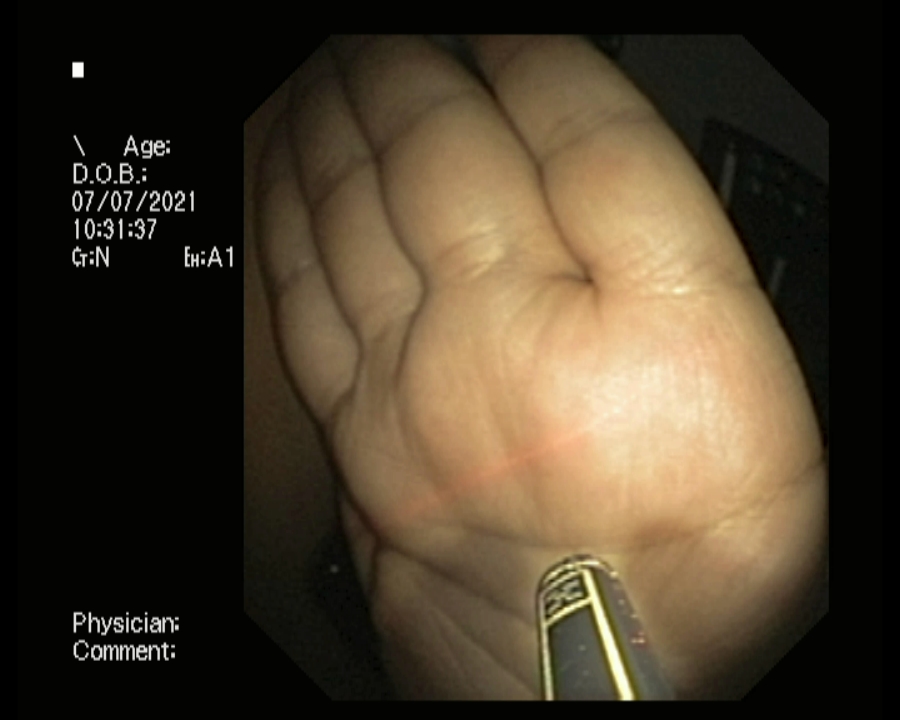 \ Age:
D.O.B.:
07/07/2021
10:31:37
Cr:N Eh:A1
Physician:
Comment: